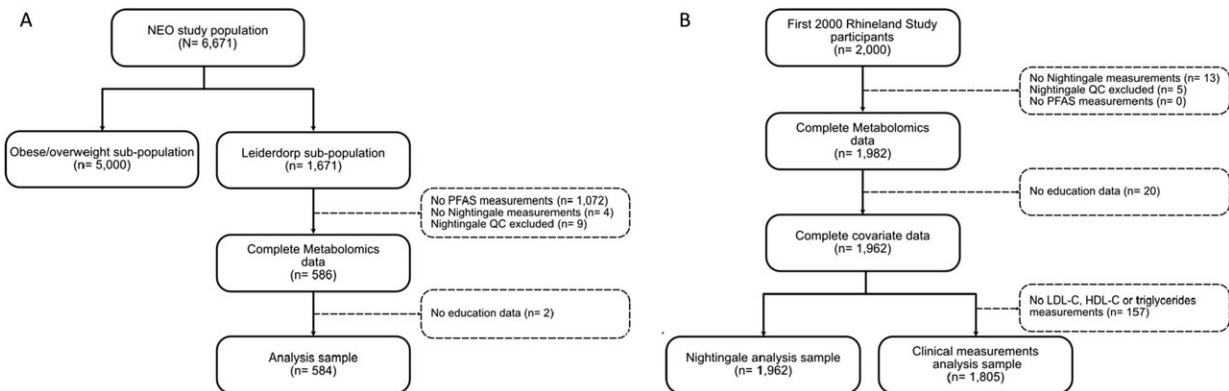 A
NEO study population
(N= 6,671)
Obese/overweight sub-population
(n= 5,000)
Leiderdorp sub-population
(n= 1,671)
No PFAS measurements (n= 1,072)
No Nightingale measurements (n= 4)
Nightingale QC excluded (n= 9)
Complete Metabolomics
data
(n= 586)
No education data (n= 2)
Analysis sample
(n= 584)
B
First 2000 Rhineland Study
participants
(n= 2,000)
No Nightingale measurements (n= 13)
Nightingale QC excluded (n= 5)
No PFAS measurements (n= 0)
Complete Metabolomics
data
(n= 1,982)
No education data (n= 20)
Complete covariate data
(n= 1,962)
No LDL-C, HDL-C or triglycerides
measurements (n= 157)
Nightingale analysis sample
(n= 1,962)
Clinical measurements
analysis sample
(n= 1,805)